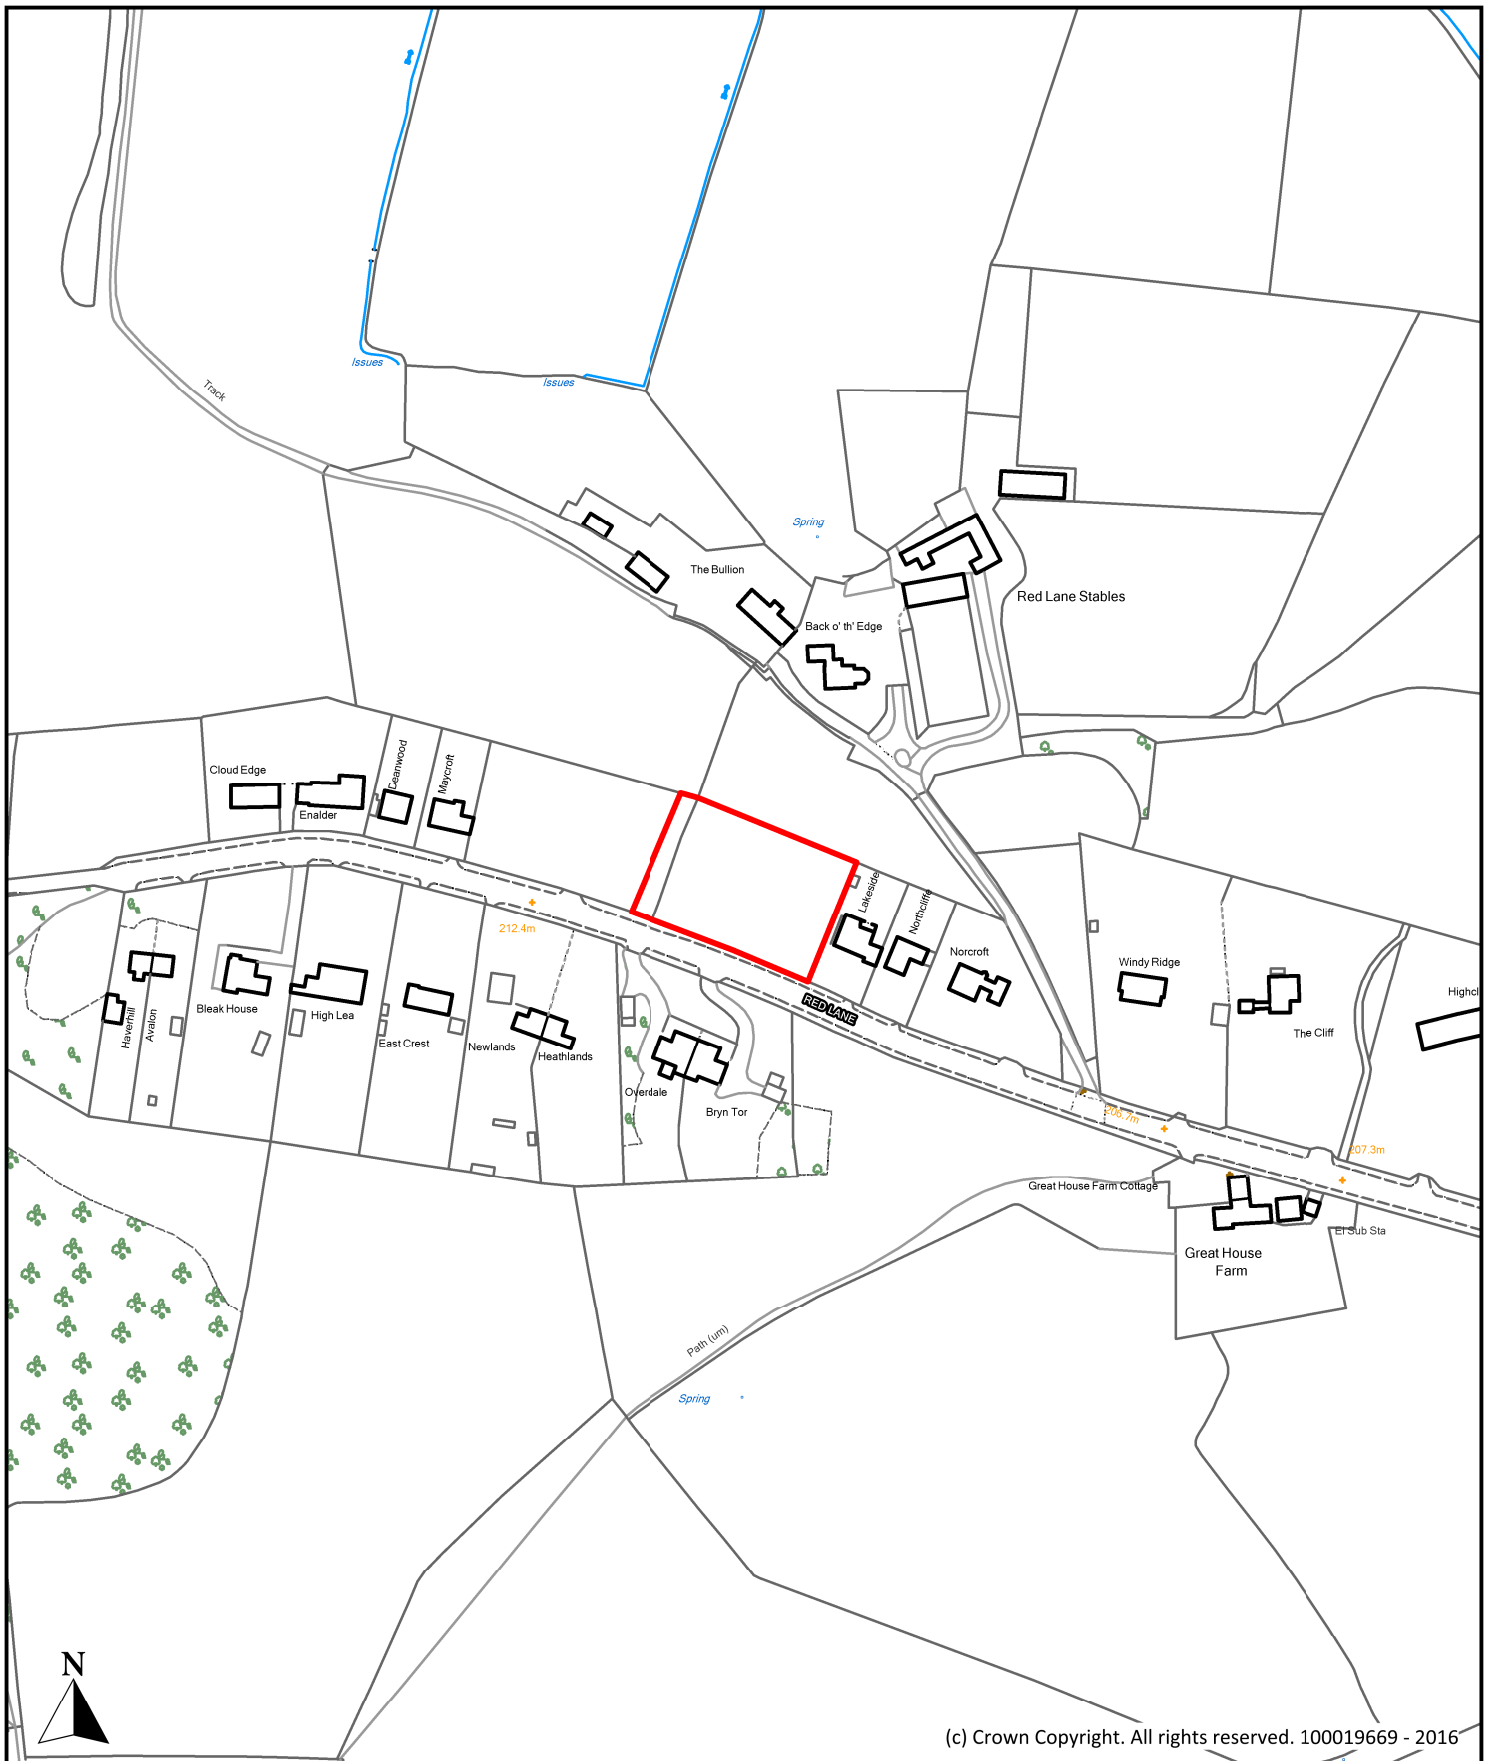 Issues
Issues
Track
Spring
The Bullion
Red Lane Stables
Back o' th' Edge
Cloud Edge
Deanwood
Maycroft
Enalder
Lakeside
Northcliffe
212.4m
Norcroft
Windy Ridge
Highcl
Bleak House
High Lea
RED LANE
Haverhill
Avalon
East Crest
Newlands
Heathlands
The Cliff
Overdale
Bryn Tor
206.7m
207.3m
Great House Farm Cottage
El Sub Sta
Great House
Farm
Path (um)
Spring
N
(c) Crown Copyright. All rights reserved. 100019669 - 2016